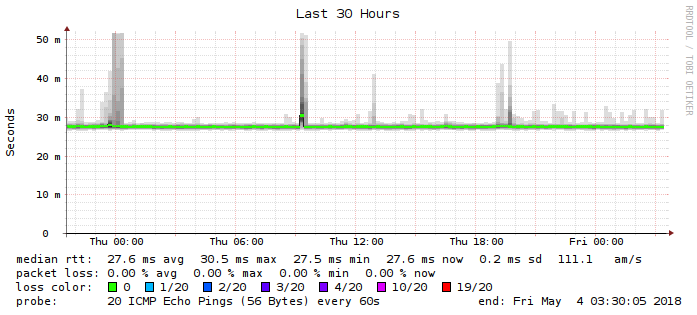 Last 30 Hours
RRDTOOL / TOBI OETIKER
Seconds
50 m
40 m
30 m
20 m
10 m
0
Thu 00:00 Thu 06:00 Thu 12:00 Thu 18:00 Fri 00:00
median rtt: 27.6 ms avg 30.5 ms max 27.5 ms min 27.6 ms now 0.2 ms sd 111.1 am/s
packet loss: 0.00 % avg 0.00 % max 0.00 % min 0.00 % now
loss color: 0 1/20 2/20 3/20 4/20 10/20 19/20
probe: 20 ICMP Echo Pings (56 Bytes) every 60s end: Fri May 4 03:30:05 2018